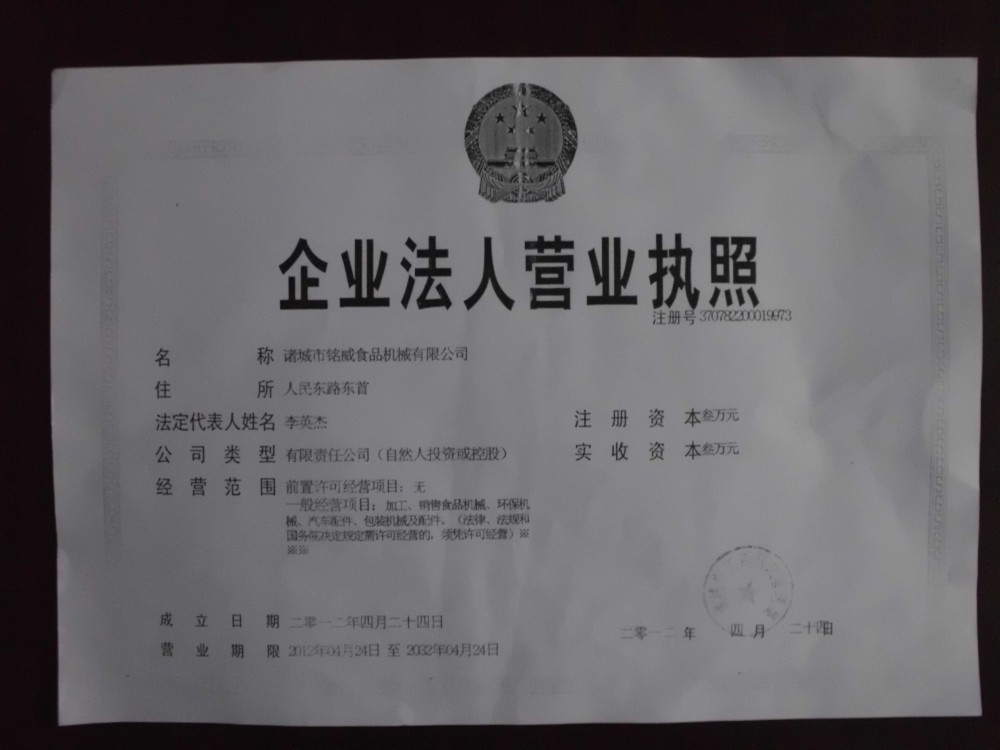 企业法人营业执照
注册号 370782200019973
名称 诸城市铭威食品机械有限公司
住所 人民东路东首
法定代表人姓名 李英杰
注册资本 叁万元
公司类型 有限责任公司（自然人投资或控股）
实收资本 叁万元
经营范围 前置许可经营项目：无
一般经营项目：加工、销售食品机械、环保机
械、汽车配件、包装机械及配件。（法律、法规和
国务院决定规定需许可经营的，须凭许可经营）※
※※
成立日期 二零一二年四月二十四日
二零一二年 四月 二十四日
营业期限 2012年04月24日 至 2032年04月24日